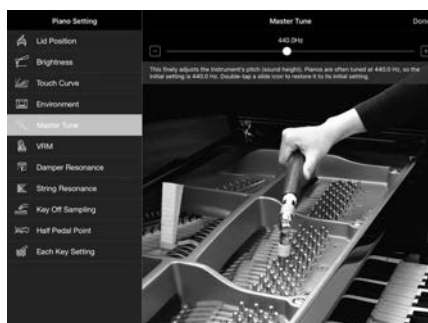 Piano Setting
Master Tune
Done
Lid Position
440.0Hz
Brightness
Touch Curve
This finely adjusts the Instrument's pitch (sound height). Pianos are often tuned at 440.0 Hz, so the
initial setting is 440.0 Hz. Double-tap a slide icon to restore it to its initial setting.
Environment
Master Tune
VRM
Damper Resonance
String Resonance
Key Off Sampling
Half Pedal Point
Each Key Setting